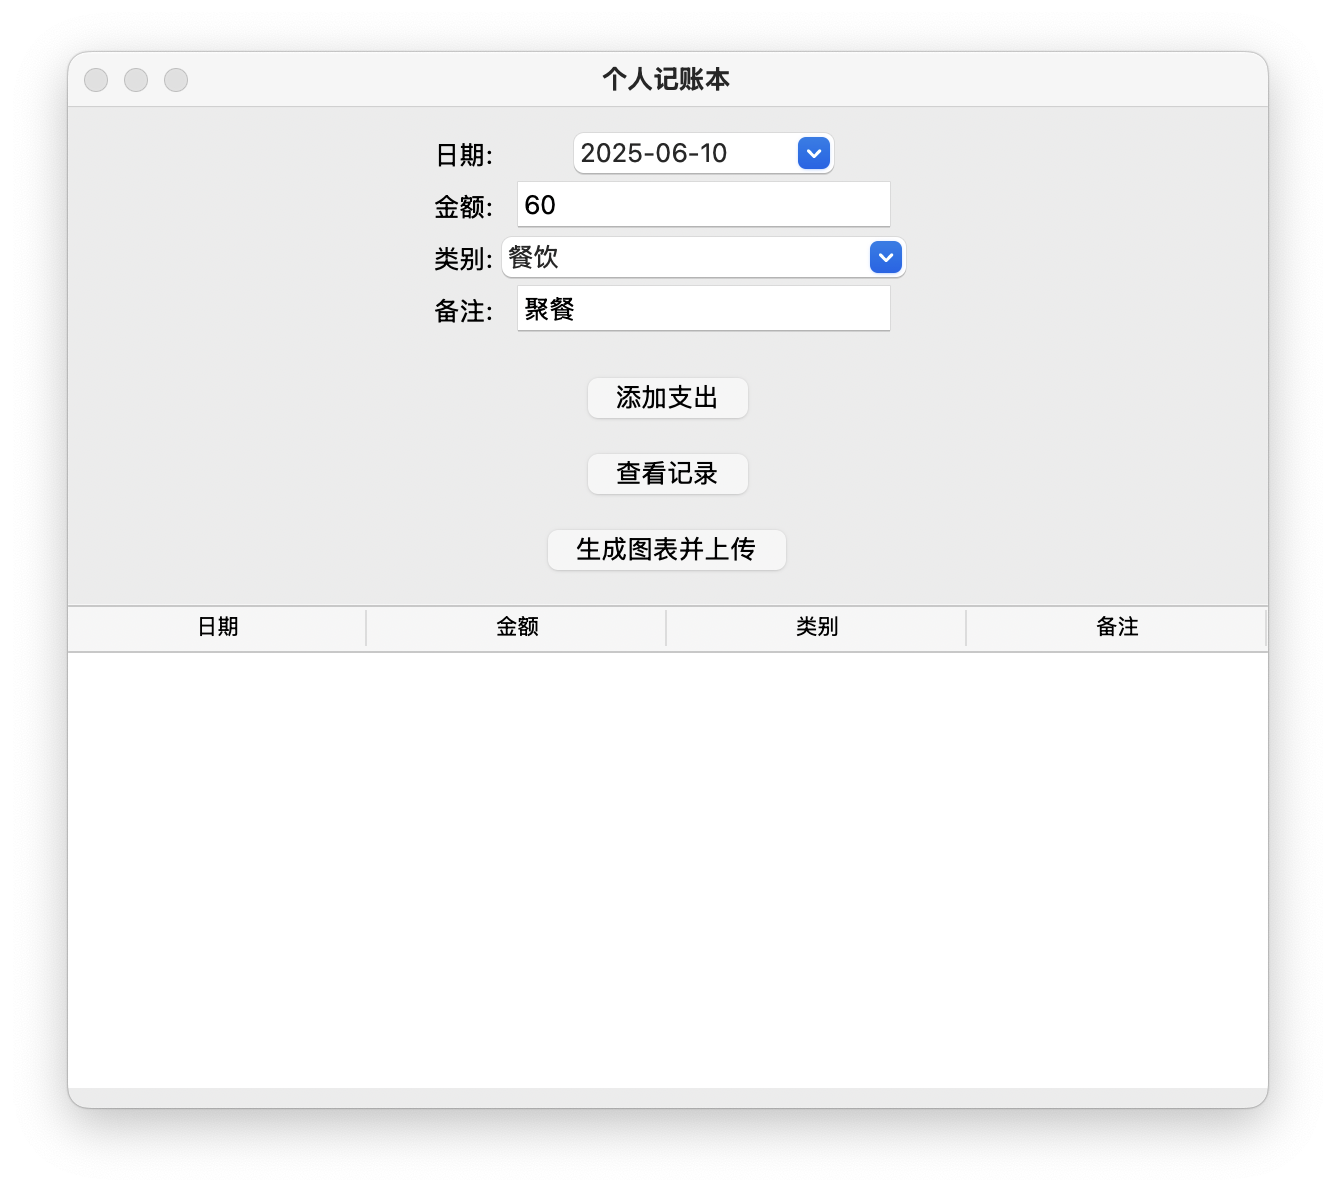 个人记账本
日期: 2025-06-10
金额: 60
类别: 餐饮
备注: 聚餐
添加支出
查看记录
生成图表并上传
日期 金额 类别 备注